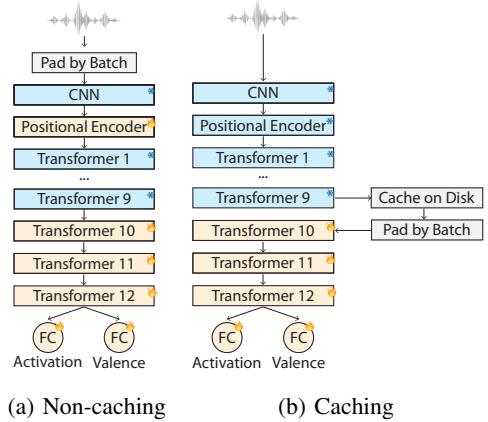 Pad by Batch
CNN
Positional Encoder
Transformer 1
...
Transformer 9
Transformer 10
Transformer 11
Transformer 12
FC FC
Activation Valence
(a) Non-caching
CNN
Positional Encoder
Transformer 1
...
Transformer 9
Cache on Disk
Pad by Batch
Transformer 10
Transformer 11
Transformer 12
FC FC
Activation Valence
(b) Caching